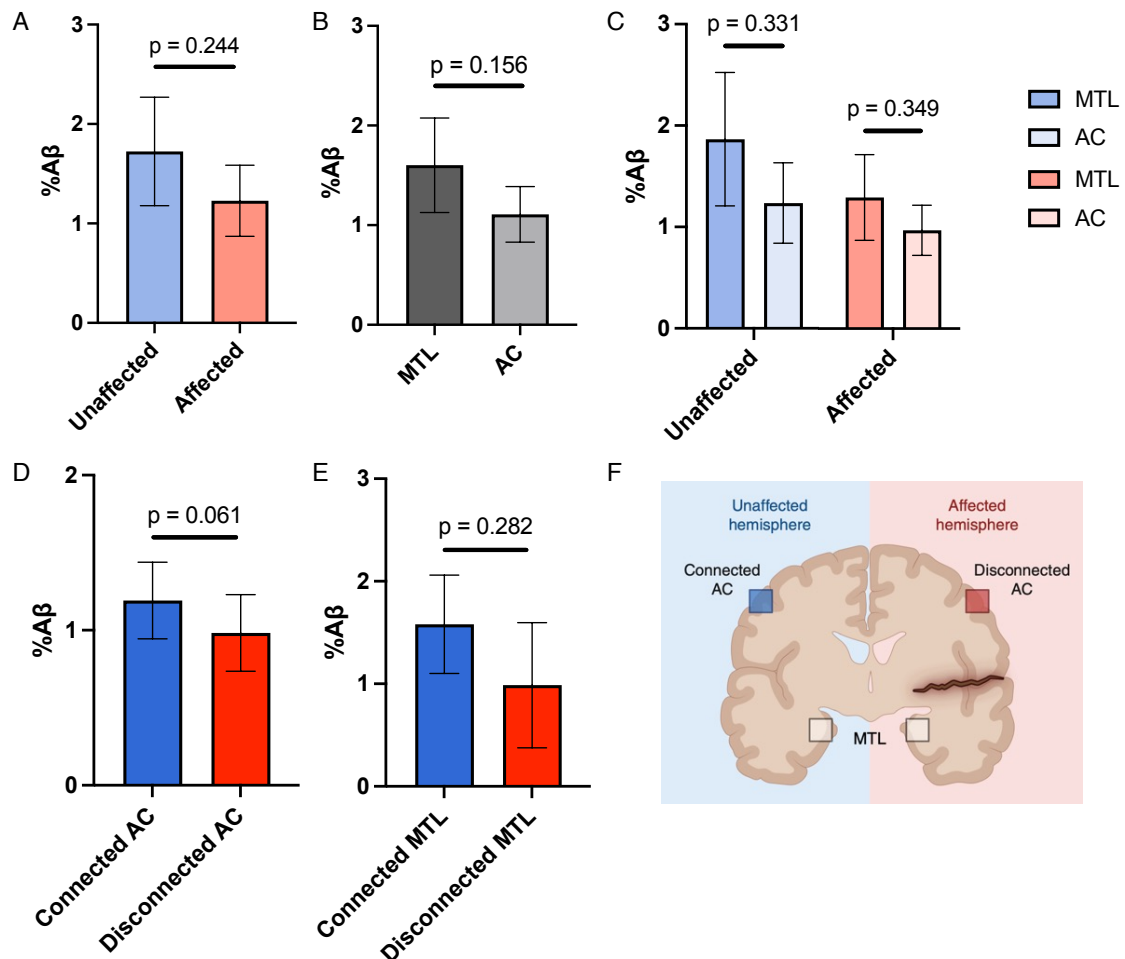 A
3
2
1
0
%Aβ
p = 0.244
Unaffected
Affected
B
3
2
1
0
%Aβ
p = 0.156
MTL
AC
C
3
2
1
0
%Aβ
p = 0.331
p = 0.349
Unaffected
Affected
MTL
AC
MTL
AC
D
2
1
0
%Aβ
p = 0.061
Connected AC
Disconnected AC
E
3
2
1
0
%Aβ
p = 0.282
Connected MTL
Disconnected MTL
F
Unaffected
hemisphere
Affected
hemisphere
Connected
AC
Disconnected
AC
MTL